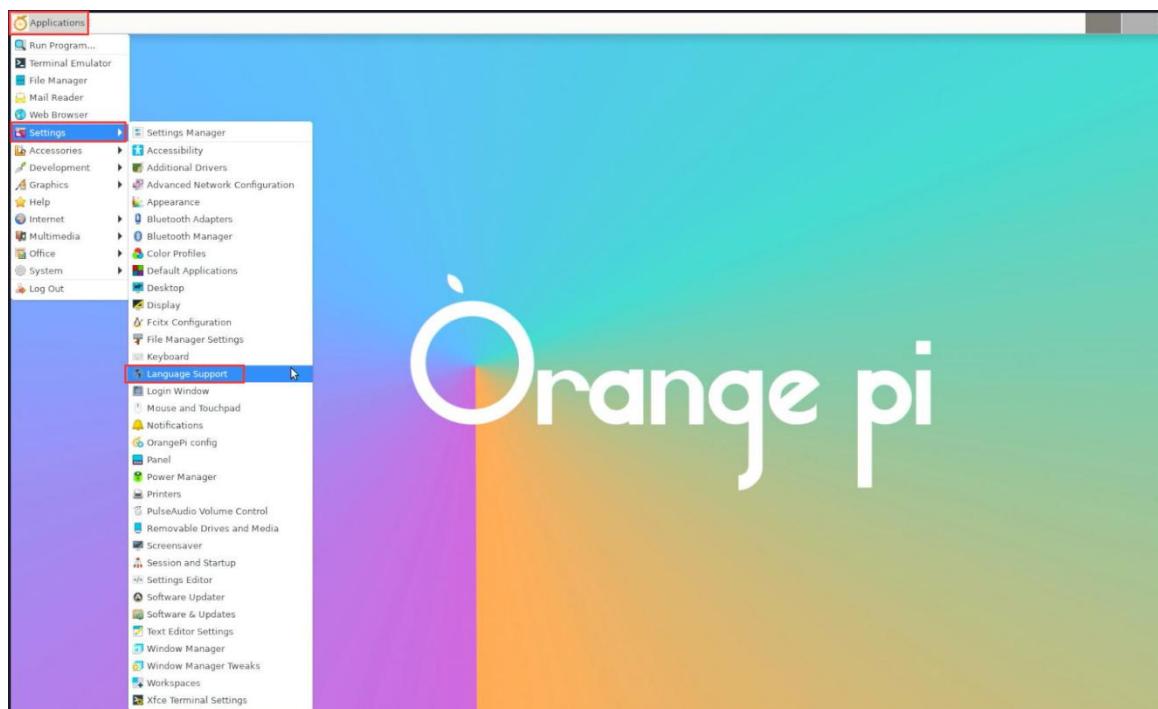 Applications
Run Program...
Terminal Emulator
File Manager
Mail Reader
Web Browser
Settings
Accessories
Development
Graphics
Help
Internet
Multimedia
Office
System
Log Out
Settings Manager
Accessibility
Additional Drivers
Advanced Network Configuration
Appearance
Bluetooth Adapters
Bluetooth Manager
Color Profiles
Default Applications
Desktop
Display
Fcitx Configuration
File Manager Settings
Keyboard
Language Support
Login Window
Mouse and Touchpad
Notifications
OrangePi config
Panel
Power Manager
Printers
PulseAudio Volume Control
Removable Drives and Media
Screensaver
Session and Startup
Settings Editor
Software Updater
Software & Updates
Text Editor Settings
Window Manager
Window Manager Tweaks
Workspaces
Xfce Terminal Settings
Orange pi